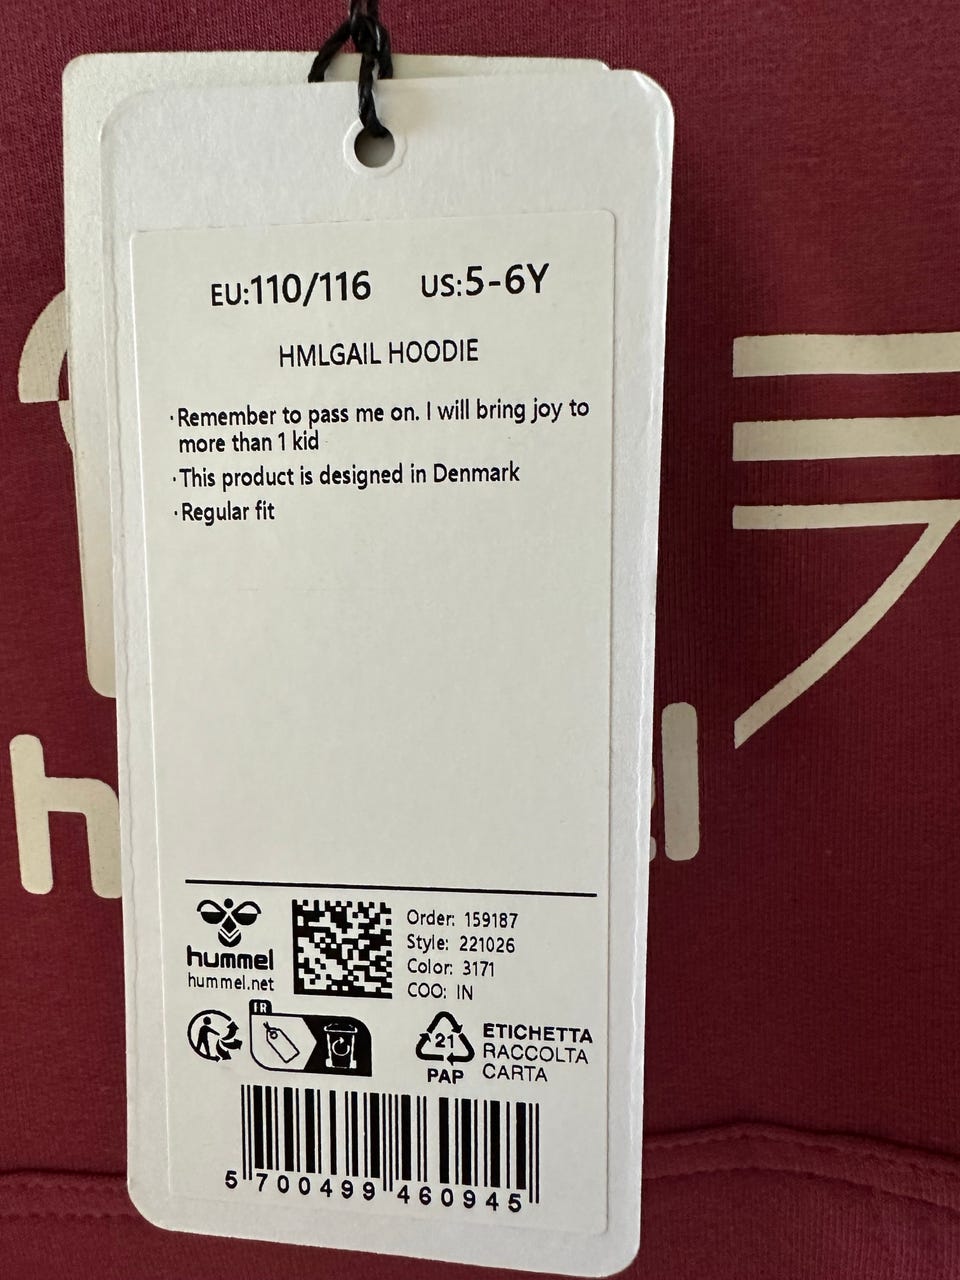 EU:110/116 US:5-6Y
HMLGAIL HOODIE
·Remember to pass me on. I will bring joy to
more than 1 kid
·This product is designed in Denmark
·Regular fit
hummel
hummel.net
Order: 159187
Style: 221026
Color: 3171
COO: IN
FR
21
PAP
ETICHETTA
RACCOLTA
CARTA
5 700499 460945
h
l